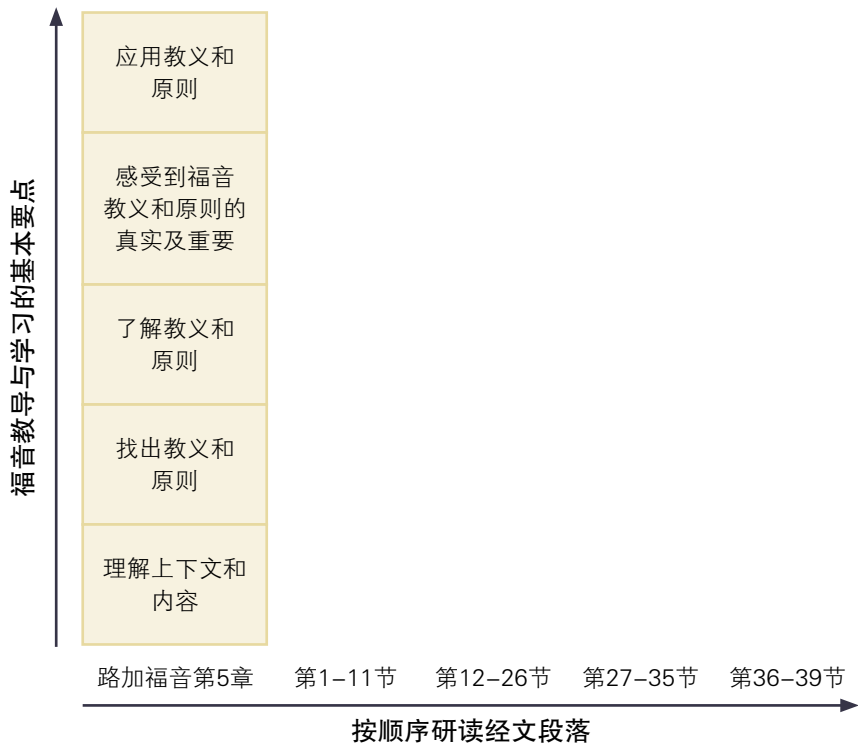 福音教导与学习的基本要点
应用教义和
原则
感受到福音
教义和原则的
真实及重要
了解教义和
原则
找出教义和
原则
理解上下文和
内容
路加福音第5章 第1–11节 第12–26节 第27–35节 第36–39节
按顺序研读经文段落